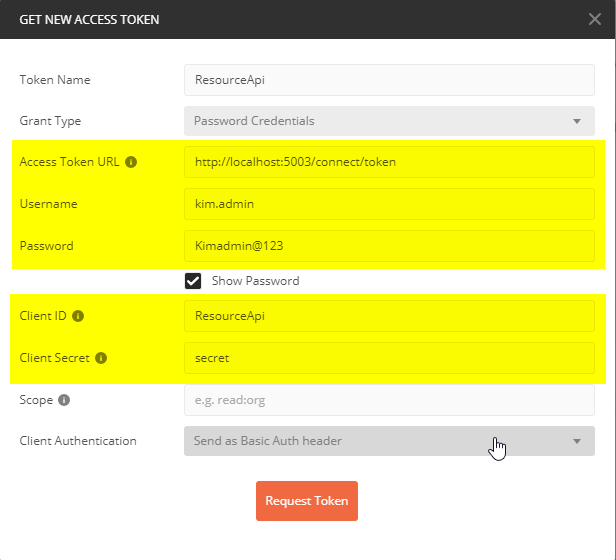 GET NEW ACCESS TOKEN
Token Name ResourceApi
Grant Type Password Credentials
Access Token URL http://localhost:5003/connect/token
Username kim.admin
Password Kimadmin@123
Show Password
Client ID ResourceApi
Client Secret secret
Scope e.g. read:org
Client Authentication Send as Basic Auth header
Request Token